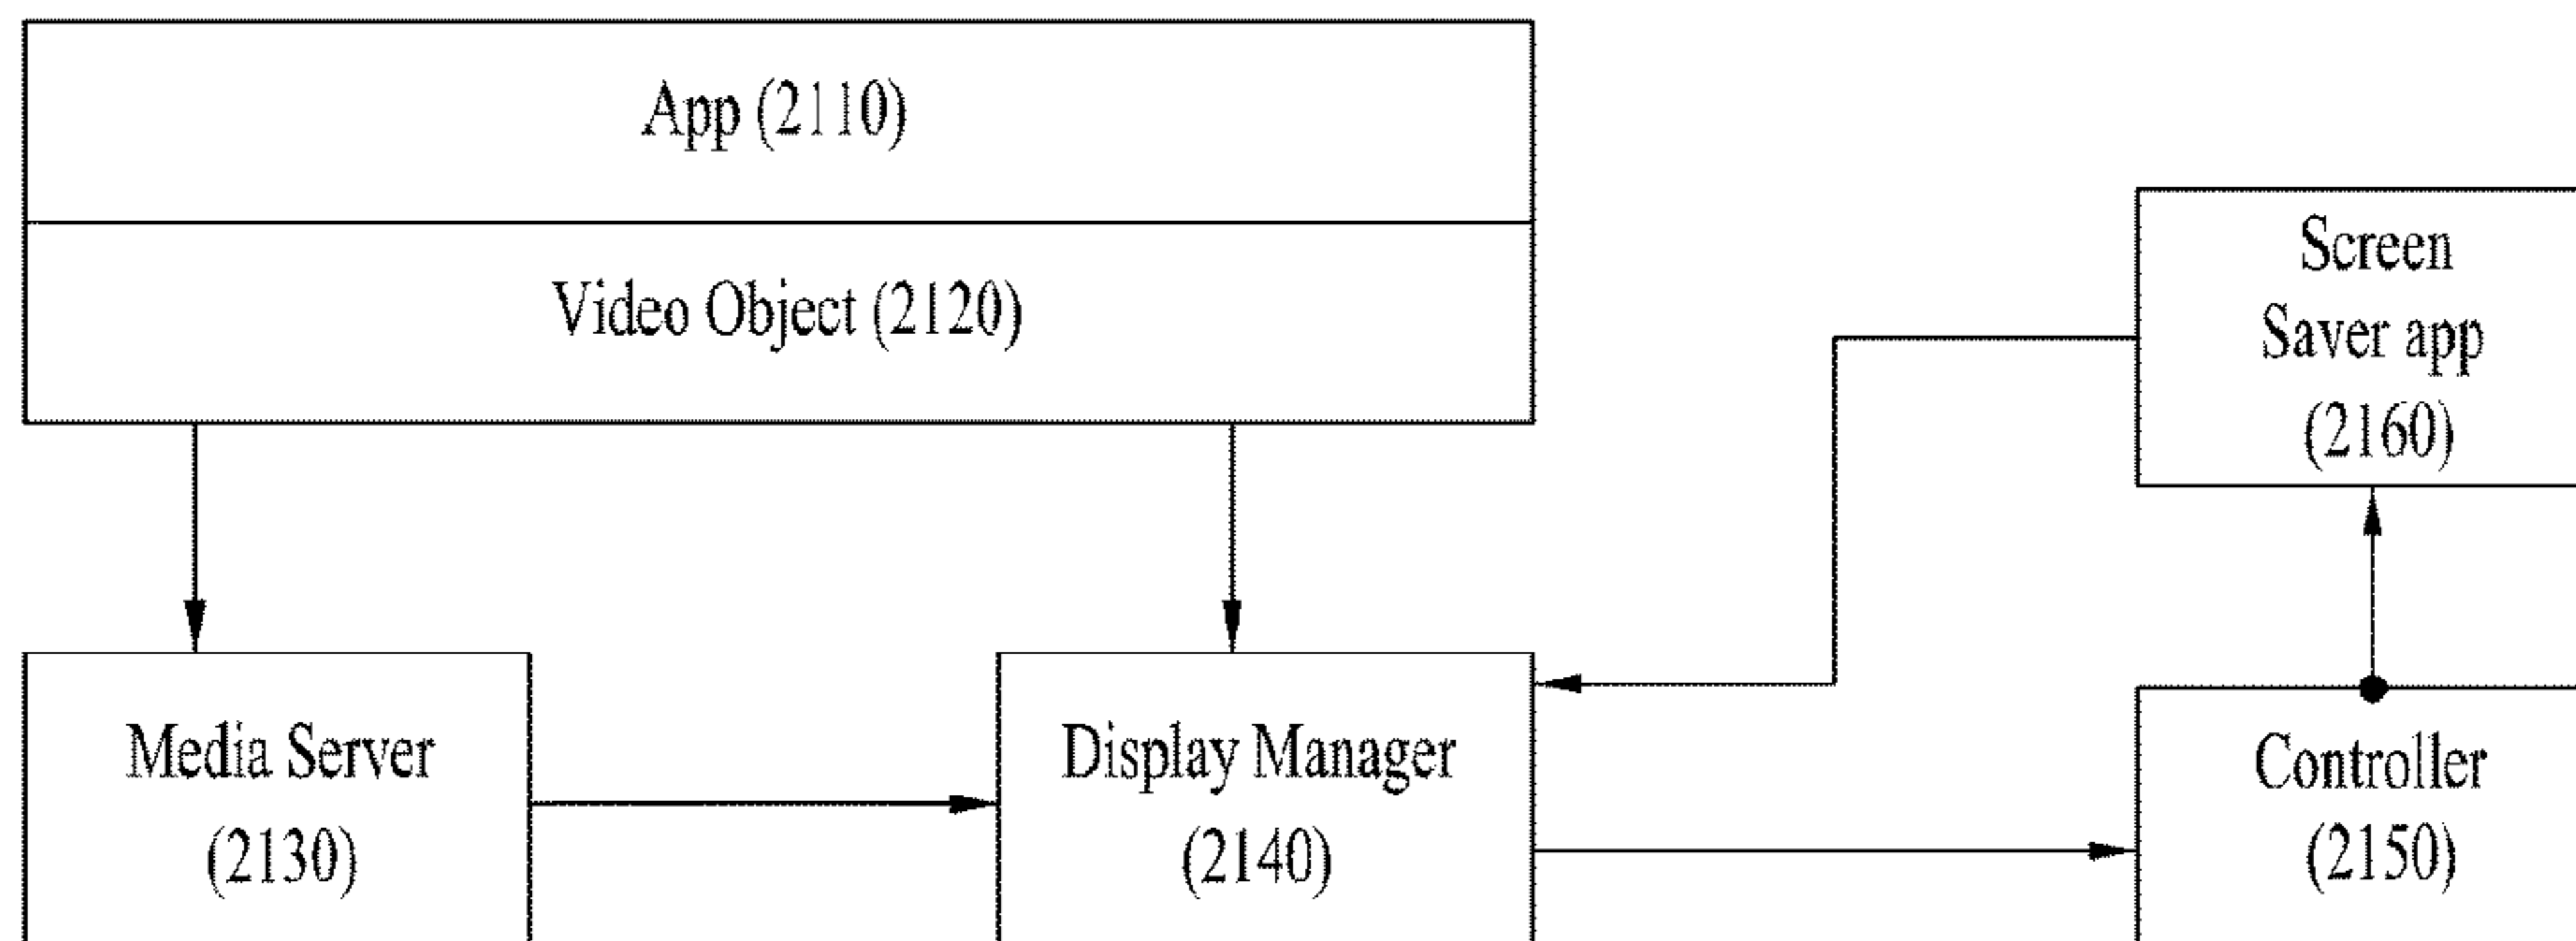 App (2110)
Video Object (2120)
Screen
Saver app
(2160)
Media Server
(2130)
Display Manager
(2140)
Controller
(2150)